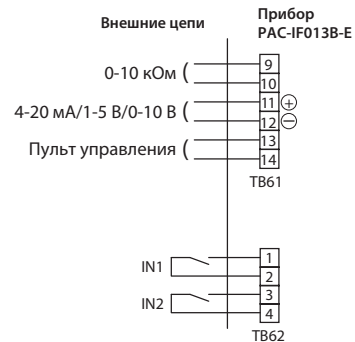 Внешние цепи
Прибор
PAC-IF013B-E
0-10 кОм
9
10
4-20 мА/1-5 В/0-10 В
11 +
12 −
Пульт управления
13
14
TB61
IN1
1
2
IN2
3
4
TB62